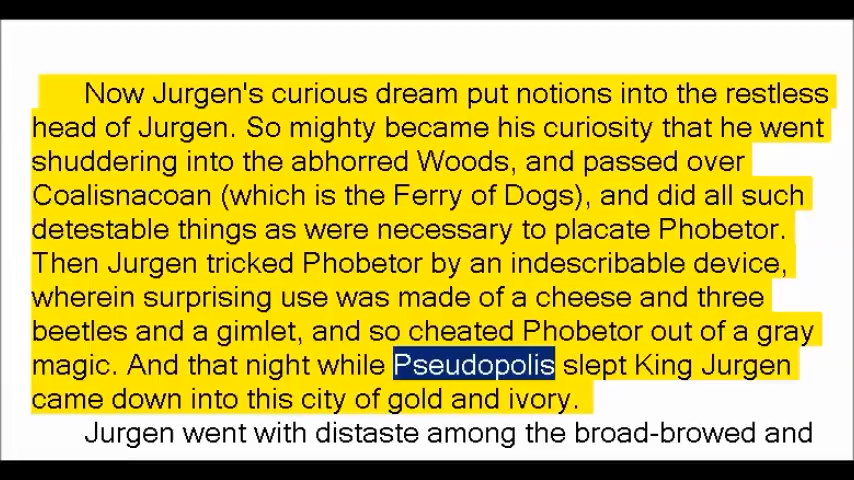 Now Jurgen's curious dream put notions into the restless
head of Jurgen. So mighty became his curiosity that he went
shuddering into the abhorred Woods, and passed over
Coalisnacoan (which is the Ferry of Dogs), and did all such
detestable things as were necessary to placate Phobetor.
Then Jurgen tricked Phobetor by an indescribable device,
wherein surprising use was made of a cheese and three
beetles and a gimlet, and so cheated Phobetor out of a gray
magic. And that night while Pseudopolis slept King Jurgen
came down into this city of gold and ivory.
Jurgen went with distaste among the broad-browed and